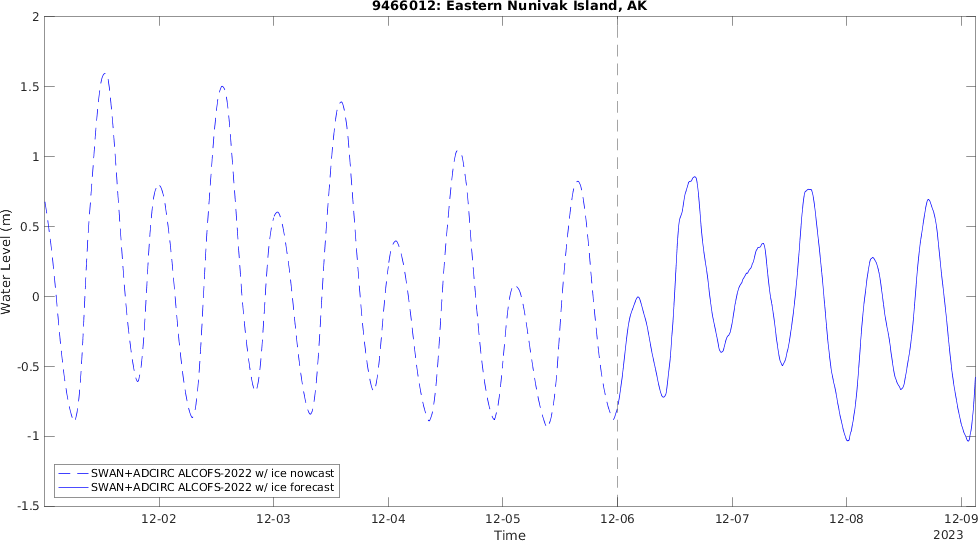 9466012: Eastern Nunivak Island, AK
2
1.5
1
0.5
0
-0.5
-1
-1.5
Water Level (m)
SWAN+ADCIRC ALCOFS-2022 w/ ice nowcast
SWAN+ADCIRC ALCOFS-2022 w/ ice forecast
12-02 12-03 12-04 12-05 12-06 12-07 12-08 12-09
Time
2023